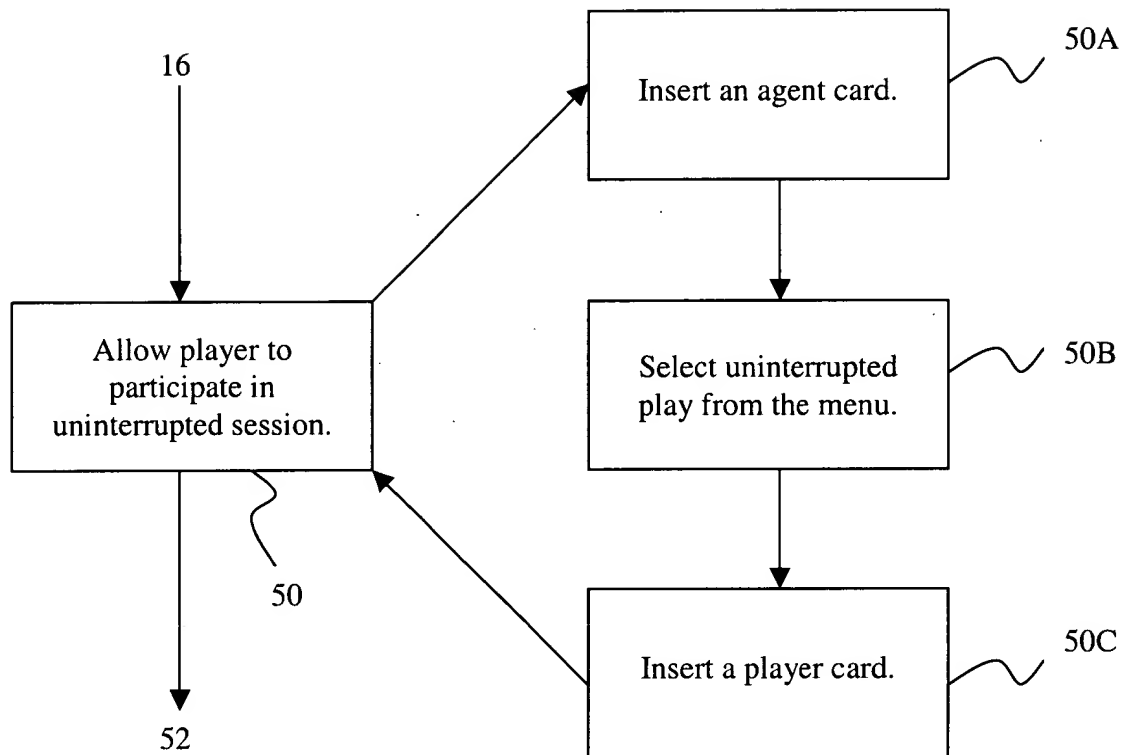 16
Allow player to
participate in
uninterrupted session.
50
52
50A
Insert an agent card.
50B
Select uninterrupted
play from the menu.
50C
Insert a player card.